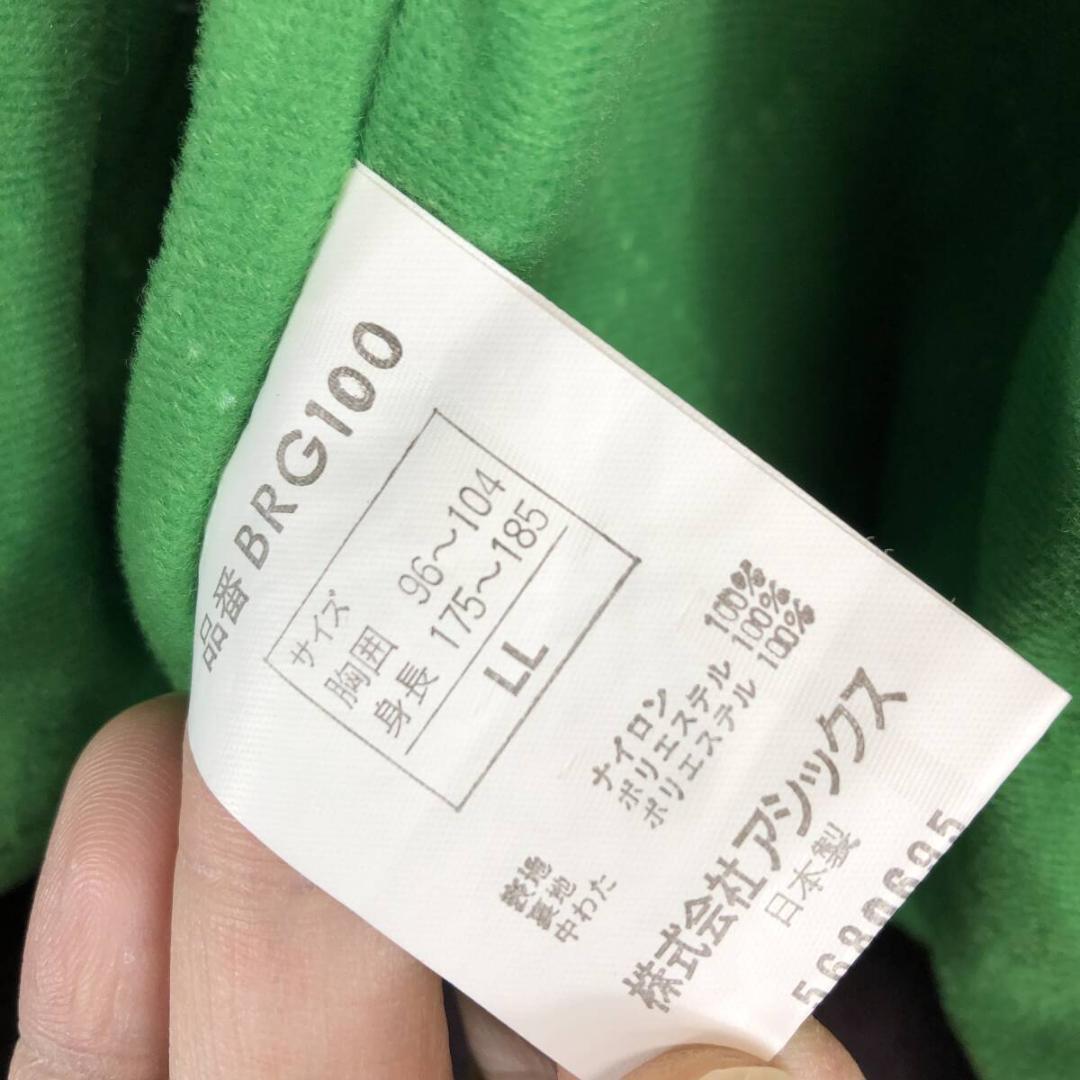 品番 BRG100
サイズ
胸囲 96～104
身長 175～185
LL
表地 ナイロン 100%
裏地 ポリエステル 100%
中わた ポリエステル 100%
株式会社アシックス
日本製
5680695